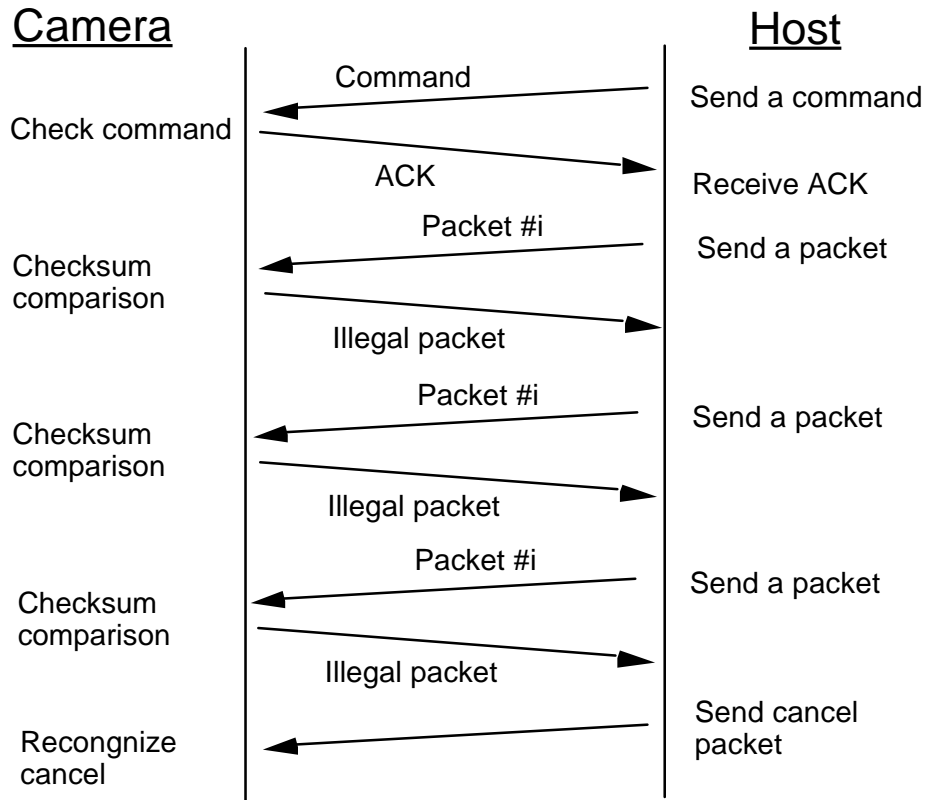 Camera
Host
Command
Send a command
Check command
ACK
Receive ACK
Packet #i
Send a packet
Checksum
comparison
Illegal packet
Packet #i
Send a packet
Checksum
comparison
Illegal packet
Packet #i
Send a packet
Checksum
comparison
Illegal packet
Send cancel
packet
Recongnize
cancel